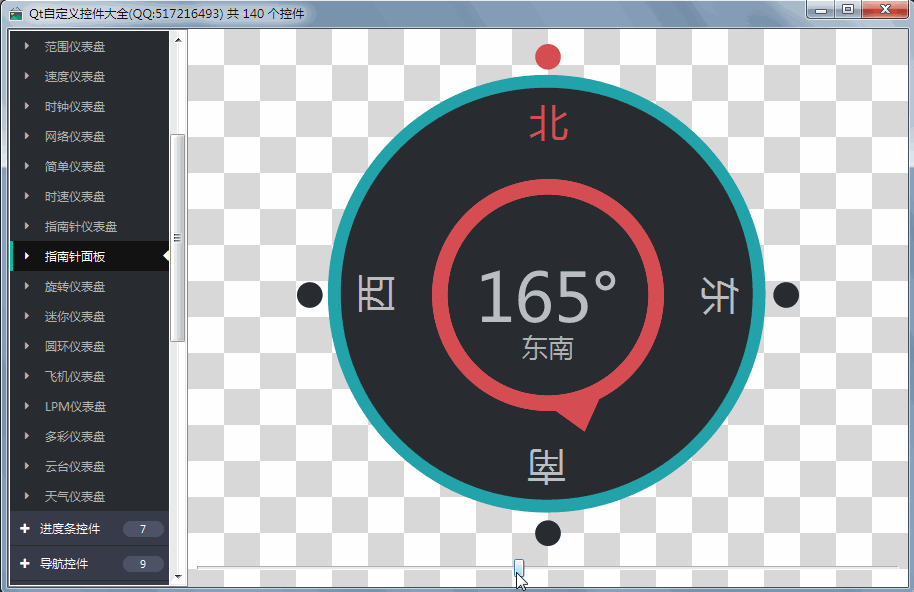 Qt自定义控件大全(QQ:517216493) 共 140 个控件
范围仪表盘
速度仪表盘
时钟仪表盘
网络仪表盘
简单仪表盘
时速仪表盘
指南针仪表盘
指南针面板
旋转仪表盘
迷你仪表盘
圆环仪表盘
飞机仪表盘
LPM仪表盘
多彩仪表盘
云台仪表盘
天气仪表盘
进度条控件 7
导航控件 9
北
西
165°
东南
东
南